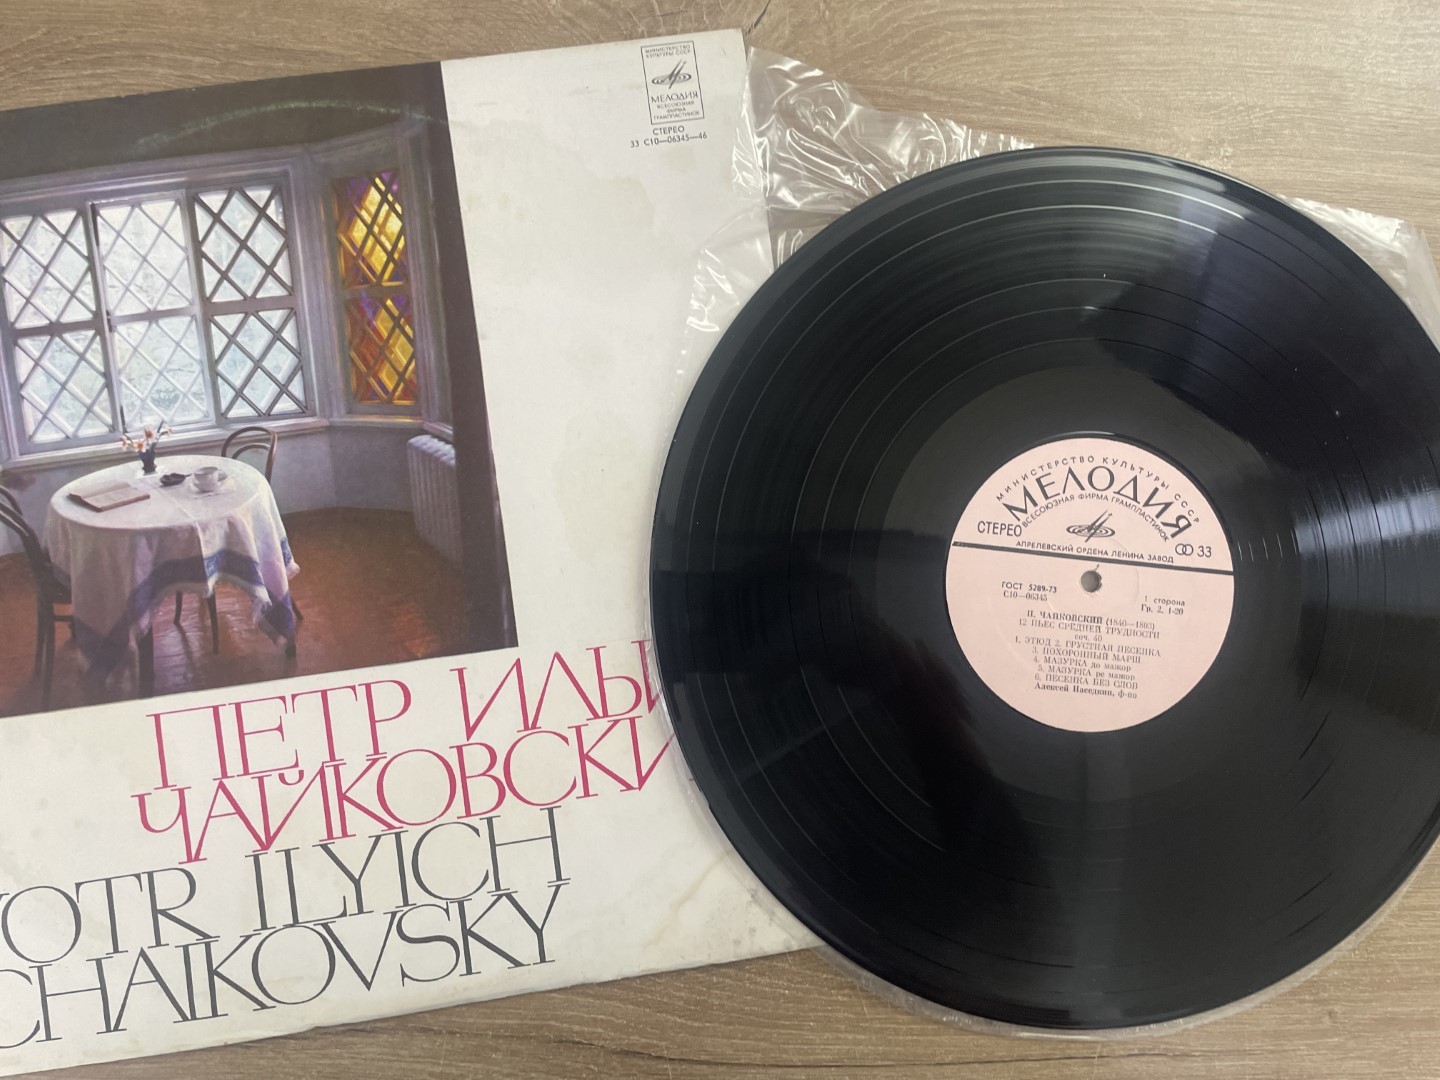 МИНИСТЕРСТВО
КУЛЬТУРЫ СССР
МЕЛОДИЯ
ВСЕСОЮЗНАЯ
ФИРМА
ГРАМПЛАСТИНОК
СТЕРЕО
33 С10—06345—46
ПЕТР ИЛЬИ
ЧАЙКОВСКИ
YOTR ILYICH
CHAIKOVSKY
МИНИСТЕРСТВО КУЛЬТУРЫ СССР
МЕЛОДИЯ
ВСЕСОЮЗНАЯ ФИРМА ГРАМПЛАСТИНОК
СТЕРЕО
33
АПРЕЛЕВСКИЙ ОРДЕНА ЛЕНИНА ЗАВОД
ГОСТ 5289-73
С10—06345
1 сторона
Гр. 2. 1-20
П. ЧАЙКОВСКИЙ (1840—1893)
12 ПЬЕС СРЕДНЕЙ ТРУДНОСТИ
соч. 40
1. ЭТЮД 2. ГРУСТНАЯ ПЕСЕНКА
3. ПОХОРОННЫЙ МАРШ
4. МАЗУРКА до мажор
5. МАЗУРКА ре мажор
6. ПЕСЕНКА БЕЗ СЛОВ
Алексей Наседкин, ф-но